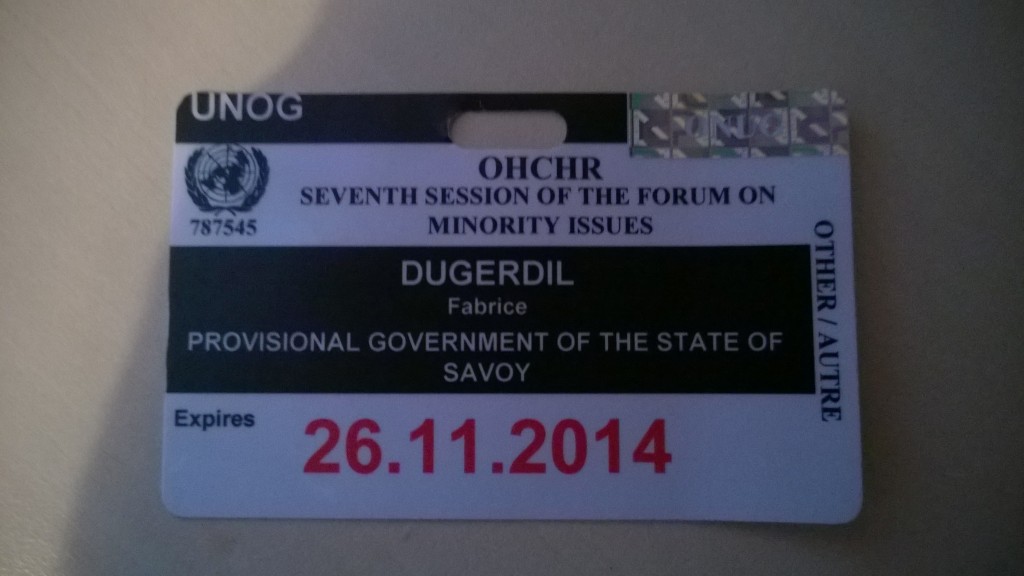 UNOG
UNOG
OHCHR
SEVENTH SESSION OF THE FORUM ON
MINORITY ISSUES
787545
DUGERDIL
Fabrice
PROVISIONAL GOVERNMENT OF THE STATE OF
SAVOY
OTHER / AUTRE
Expires
26.11.2014